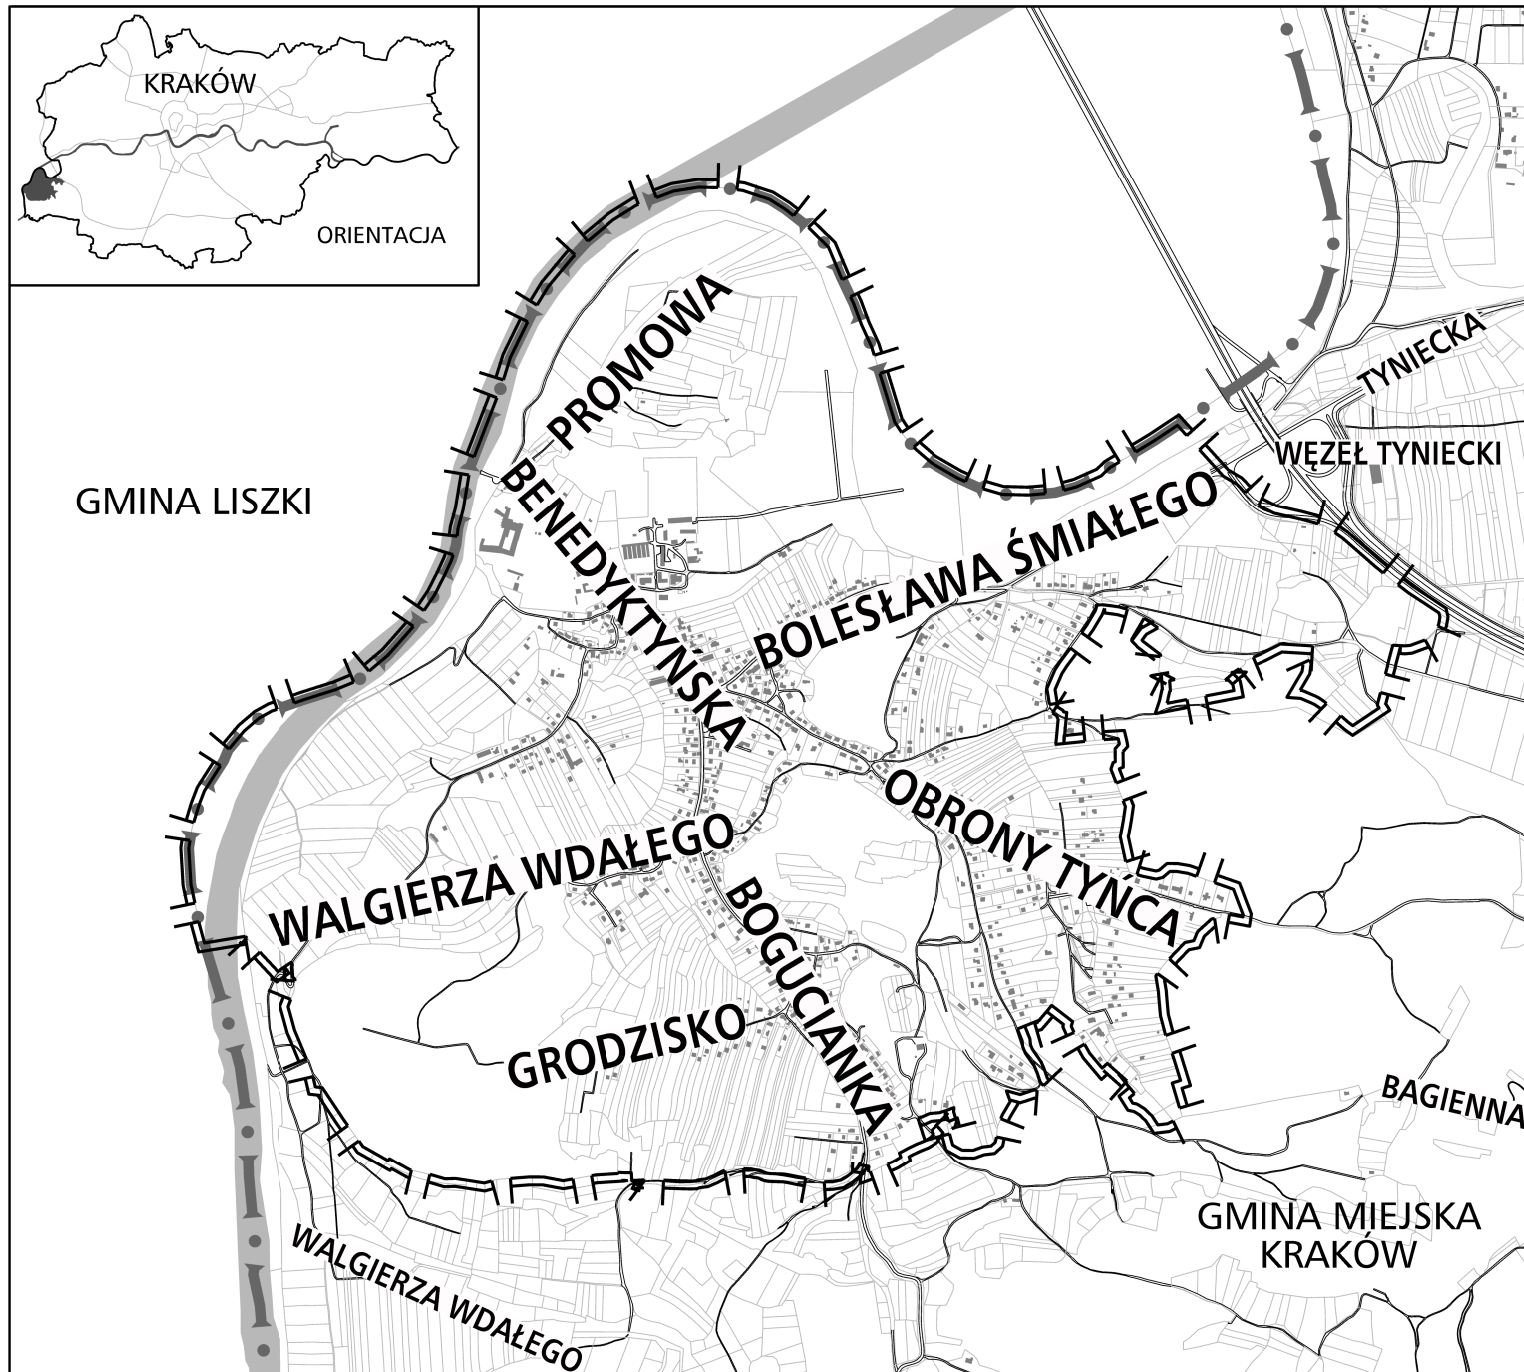 KRAKÓW
ORIENTACJA
PROMOWA
TYNIECKA
WĘZEŁ TYNIECKI
GMINA LISZKI
BENEDYKTYŃSKA
BOLESŁAWA ŚMIAŁEGO
OBRONY TYŃCA
WALGIERZA WDAŁEGO
BOGUCIANKA
GRODZISKO
BAGIENNA
GMINA MIEJSKA
KRAKÓW
WALGIERZA WDAŁEGO